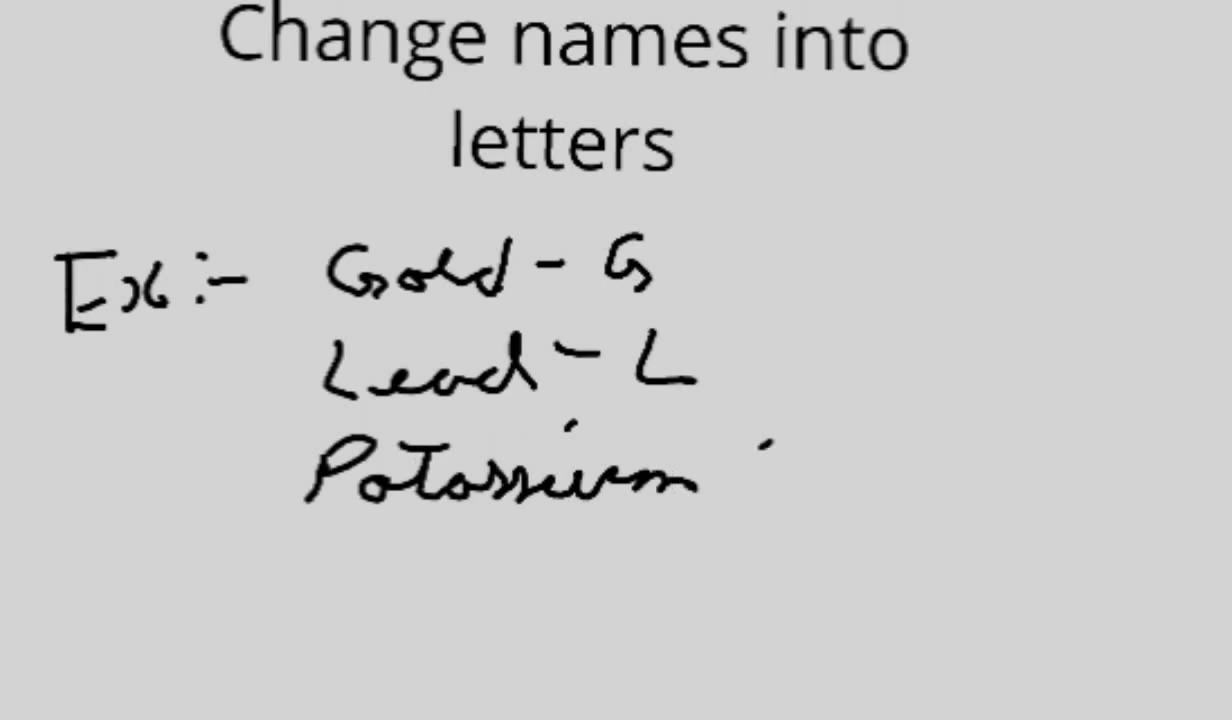 Change names into
letters
Ex:- Gold - G
Lead - L
Potassium